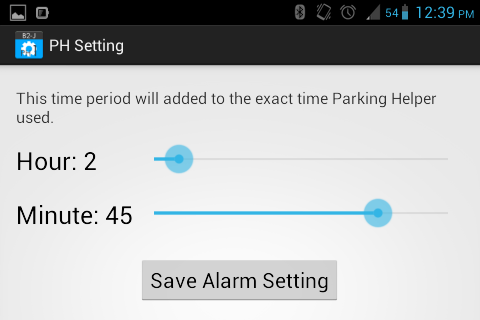 54 12:39 PM
B2-J
PH Setting
This time period will added to the exact time Parking Helper
used.
Hour: 2
Minute: 45
Save Alarm Setting